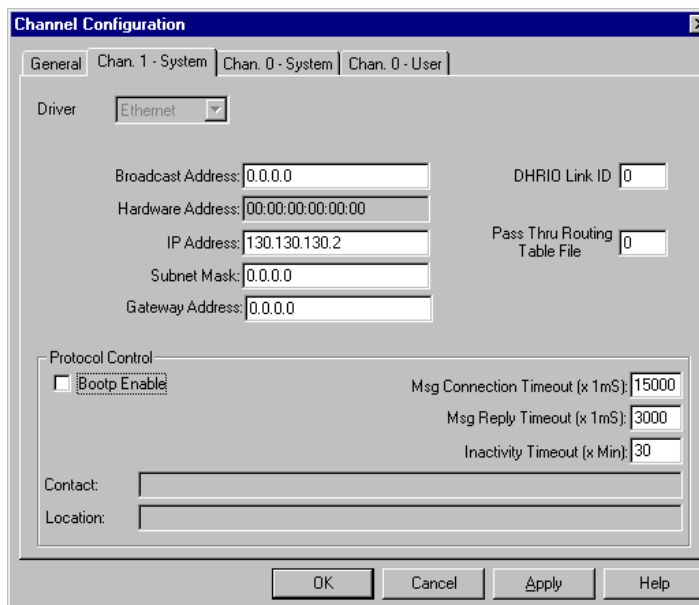 Channel Configuration
General
Chan. 1 - System
Chan. 0 - System
Chan. 0 - User
Driver
Ethernet
Broadcast Address: 0.0.0.0
DHRIO Link ID 0
Hardware Address: 00:00:00:00:00:00
IP Address: 130.130.130.2
Pass Thru Routing
Table File 0
Subnet Mask: 0.0.0.0
Gateway Address: 0.0.0.0
Protocol Control
Bootp Enable
Msg Connection Timeout (x 1mS): 15000
Msg Reply Timeout (x 1mS): 3000
Inactivity Timeout (x Min): 30
Contact:
Location:
OK
Cancel
Apply
Help